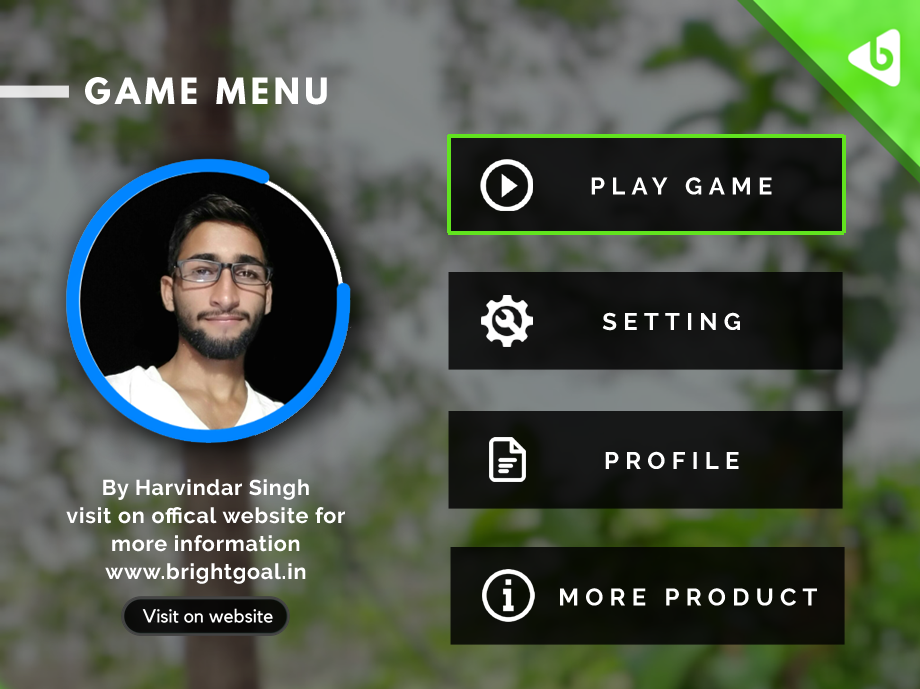 GAME MENU
By Harvindar Singh
visit on offical website for
more information
www.brightgoal.in
Visit on website
PLAY GAME
SETTING
PROFILE
MORE PRODUCT
b